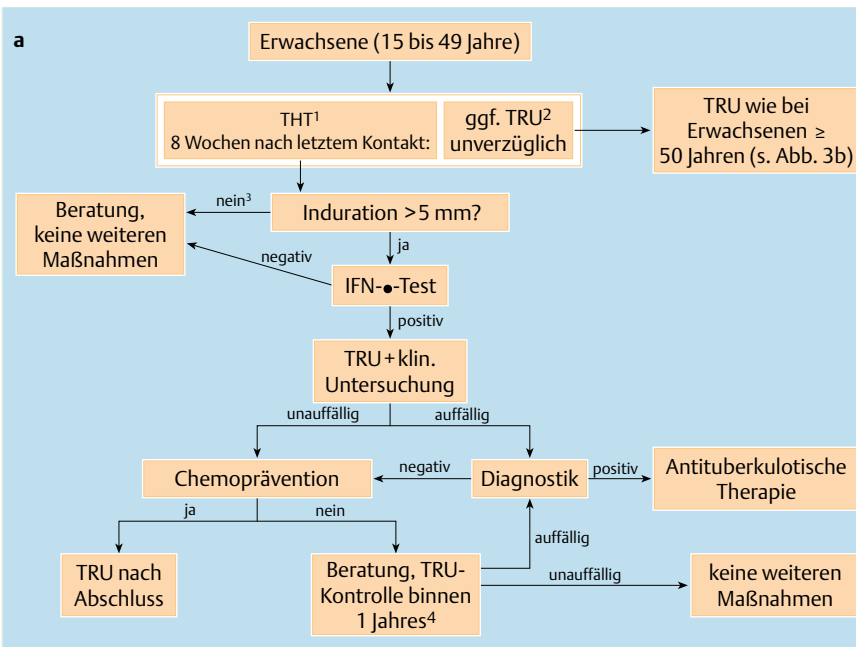 a
Erwachsene (15 bis 49 Jahre)
THT¹
8 Wochen nach letztem Kontakt:
ggf. TRU²
unverzüglich
TRU wie bei
Erwachsenen ≥
50 Jahren (s. Abb. 3b)
nein³
Induration >5 mm?
Beratung,
keine weiteren
Maßnahmen
ja
negativ
IFN-●-Test
positiv
TRU+klin.
Untersuchung
unauffällig
auffällig
Chemoprävention
negativ
Diagnostik
positiv
Antituberkulotische
Therapie
ja
nein
auffällig
TRU nach
Abschluss
Beratung, TRU-
Kontrolle binnen
1 Jahres⁴
unauffällig
keine weiteren
Maßnahmen